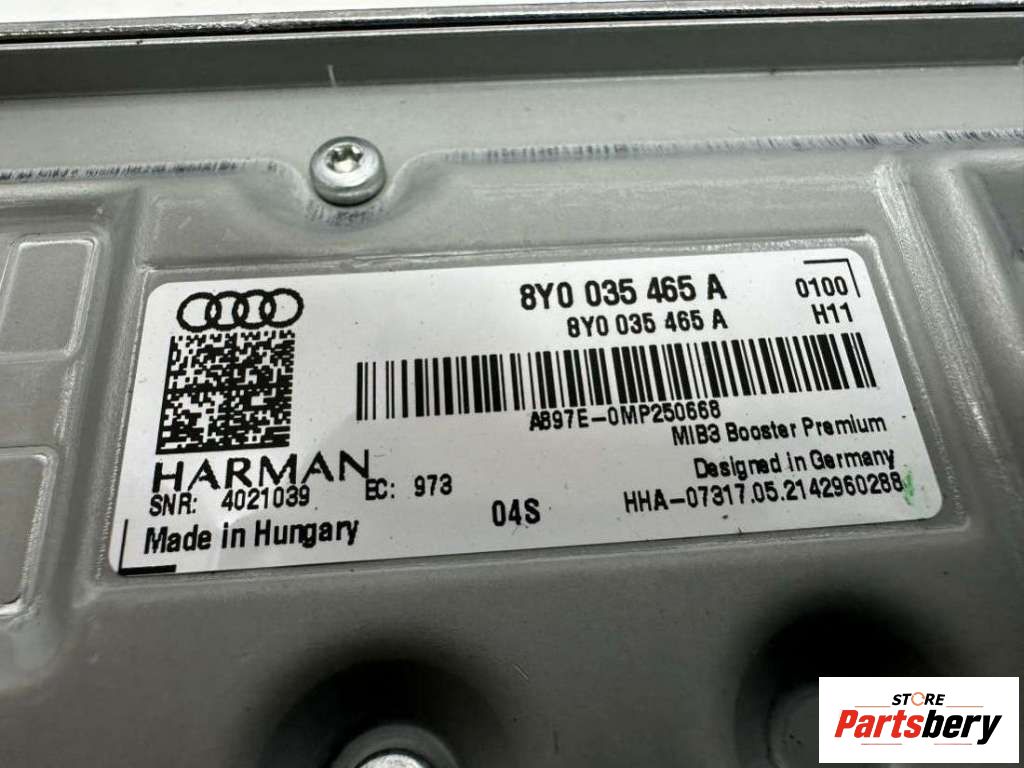 8Y0 035 465 A 0100
8Y0 035 465 A H11
AB97E-0MP250668
MIB3 Booster Premium
HARMAN
Designed in Germany
SNR: 4021039 EC: 973
04S
HHA-07317.05.2142960288
Made in Hungary
STORE
Partsbery